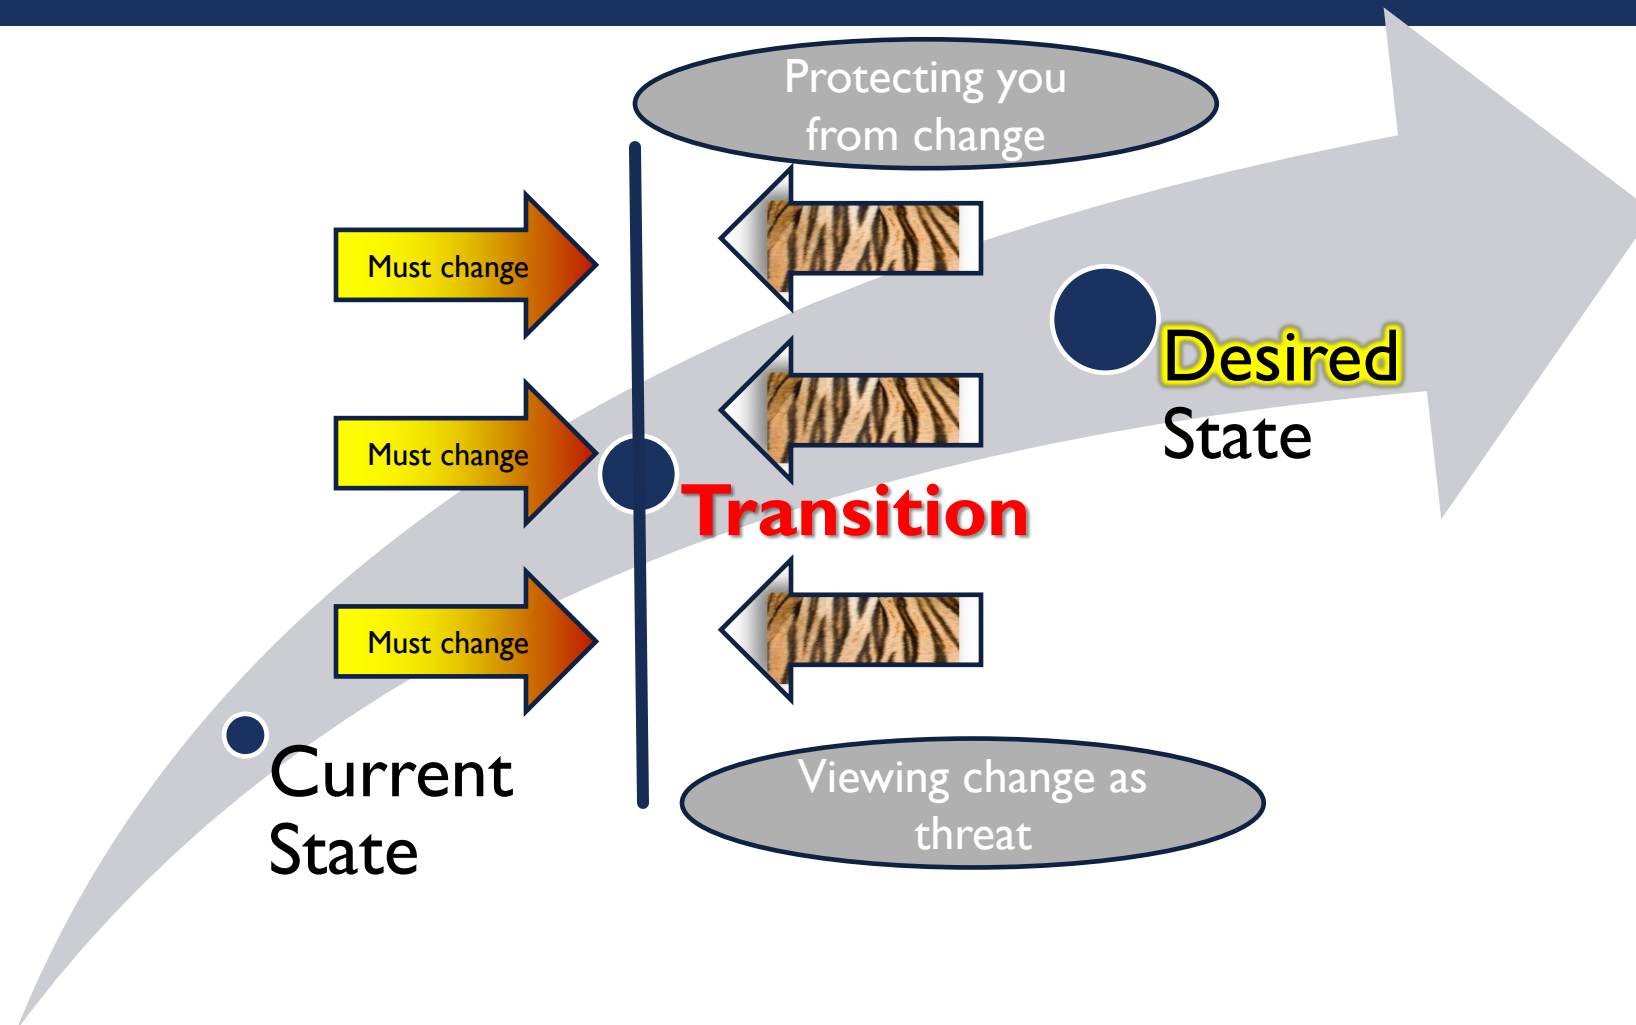 Protecting you
from change
Must change
Must change
Must change
Desired
State
Transition
Current
State
Viewing change as
threat